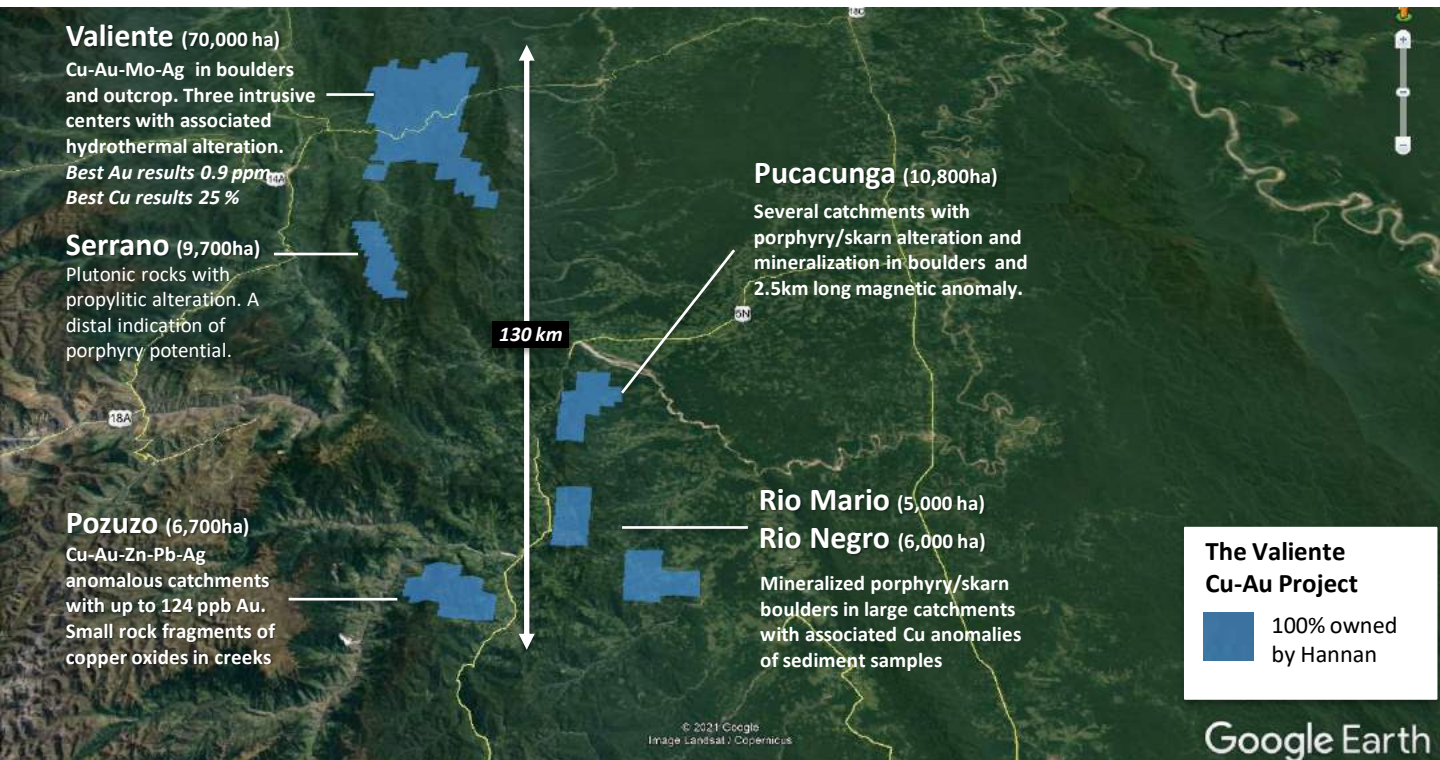 Valiente (70,000 ha)
Cu-Au-Mo-Ag in boulders
and outcrop. Three intrusive
centers with associated
hydrothermal alteration.
Best Au results 0.9 ppm
Best Cu results 25 %
14A
Serrano (9,700ha)
Plutonic rocks with
propylitic alteration. A
distal indication of
porphyry potential.
18A
Pozuzo (6,700ha)
Cu-Au-Zn-Pb-Ag
anomalous catchments
with up to 124 ppb Au.
Small rock fragments of
copper oxides in creeks
130 km
18C
Pucacunga (10,800ha)
Several catchments with
porphyry/skarn alteration and
mineralization in boulders and
2.5km long magnetic anomaly.
5N
Rio Mario (5,000 ha)
Rio Negro (6,000 ha)
Mineralized porphyry/skarn
boulders in large catchments
with associated Cu anomalies
of sediment samples
The Valiente
Cu-Au Project
100% owned
by Hannan
© 2021 Google
Image Landsat / Copernicus
Google Earth